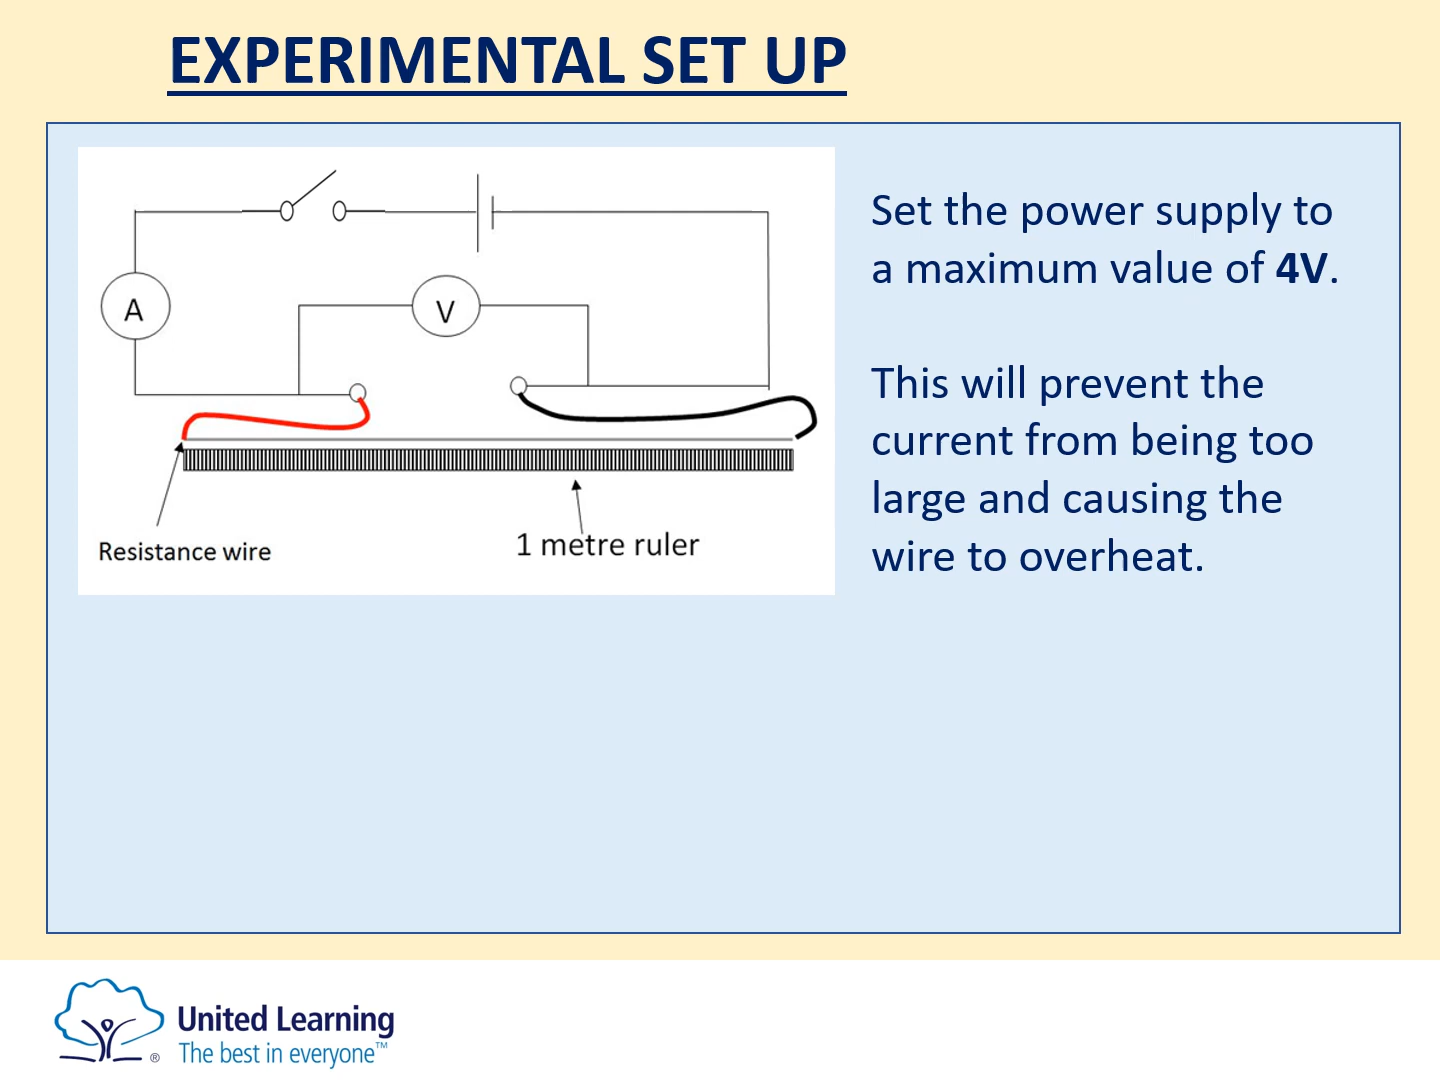 EXPERIMENTAL SET UP
A
V
Resistance wire
1 metre ruler
Set the power supply to
a maximum value of 4V.
This will prevent the
current from being too
large and causing the
wire to overheat.
United Learning
The best in everyone™
®